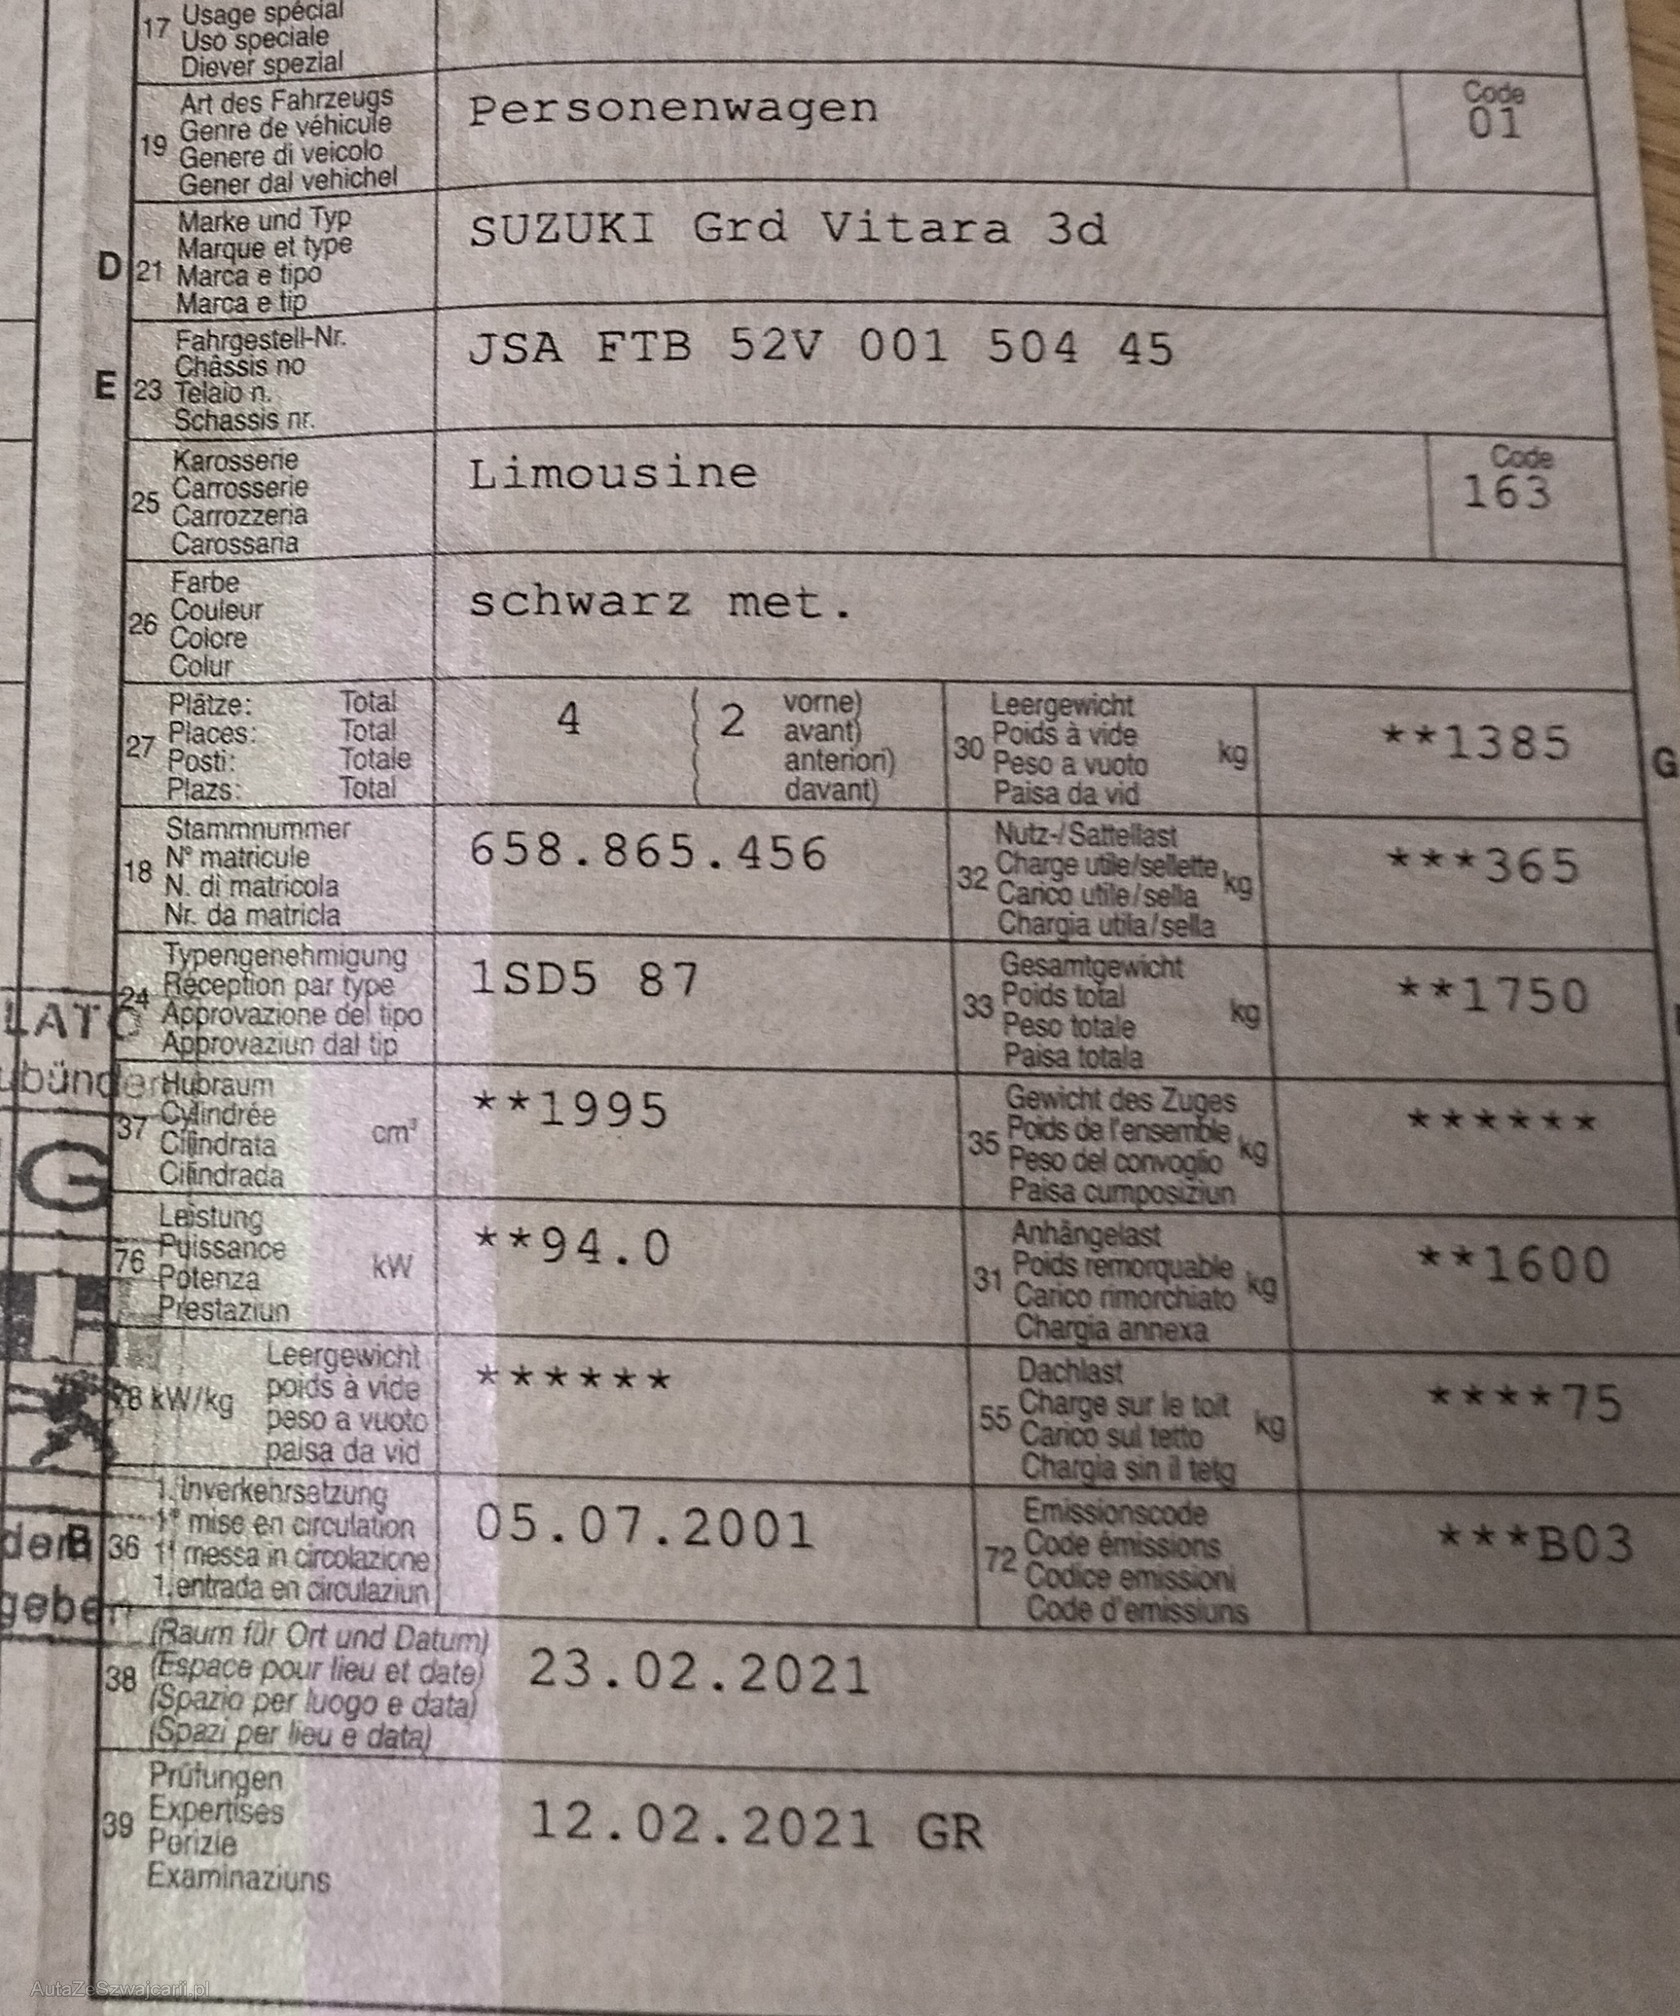 17 Usage spécial
Uso speciale
Diever spezial
19 Art des Fahrzeugs
Genre de véhicule
Genere di veicolo
Gener dal vehichel
Personenwagen
Code
01
D 21 Marke und Typ
Marque et type
Marca e tipo
Marca e tip
SUZUKI Grd Vitara 3d
E 23 Fahrgestell-Nr.
Châssis no
Telaio n.
Schassis nr.
JSA FTB 52V 001 504 45
25 Karosserie
Carrosserie
Carrozzeria
Carossaria
Limousine
Code
163
26 Farbe
Couleur
Colore
Colur
schwarz met.
27 Plätze: Total
Places: Total
Posti: Totale
Plazs: Total
4 ( 2 vorne)
avant)
anteriori)
davant)
30 Leergewicht
Poids à vide
Peso a vuoto
Paisa da vid
kg
**1385
G
18 Stammnummer
N° matricule
N. di matricola
Nr. da matricla
658.865.456
32 Nutz-/Sattellast
Charge utile/sellette
Carico utile/sella
Chargia utila/sella
kg
***365
24 Typengenehmigung
Réception par type
Approvazione del tipo
Approvaziun dal tip
1SD5 87
33 Gesamtgewicht
Poids total
Peso totale
Paisa totala
kg
**1750
37 Hubraum
Cylindrée
Cilindrata
Cilindrada
cm³
**1995
35 Gewicht des Zuges
Poids de l'ensemble
Peso del convoglio
Paisa cumposiziun
kg
******
76 Leistung
Puissance
Potenza
Prestaziun
kW
**94.0
31 Anhängelast
Poids remorquable
Carico rimorchiato
Chargia annexa
kg
**1600
78 kW/kg
Leergewicht
poids à vide
peso a vuoto
paisa da vid
******
55 Dachlast
Charge sur le toit
Carico sul tetto
Chargia sin il tetg
kg
****75
B 36 1. Inverkehrsetzung
1e mise en circulation
1a messa in circolazione
1. entrada en circulaziun
05.07.2001
72 Emissionscode
Code émissions
Codice emissioni
Code d'emissiuns
***B03
38 (Raum für Ort und Datum)
(Espace pour lieu et date)
(Spazio per luogo e data)
(Spazi per lieu e data)
23.02.2021
39 Prüfungen
Expertises
Perizie
Examinaziuns
12.02.2021 GR
AutaZeSzwajcarii.pl